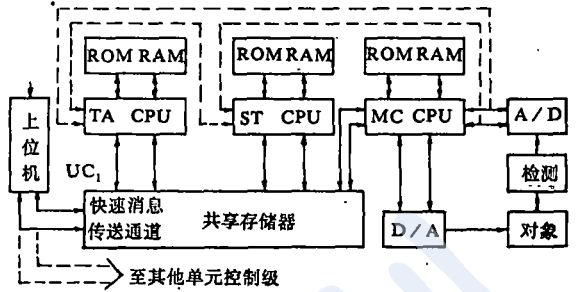 ROM RAM
ROM RAM
ROM RAM
上位机
TA CPU
ST CPU
MC CPU
A/D
UC₁
检测
快速消息
传送通道
共享存储器
D/A
对象
至其他单元控制级